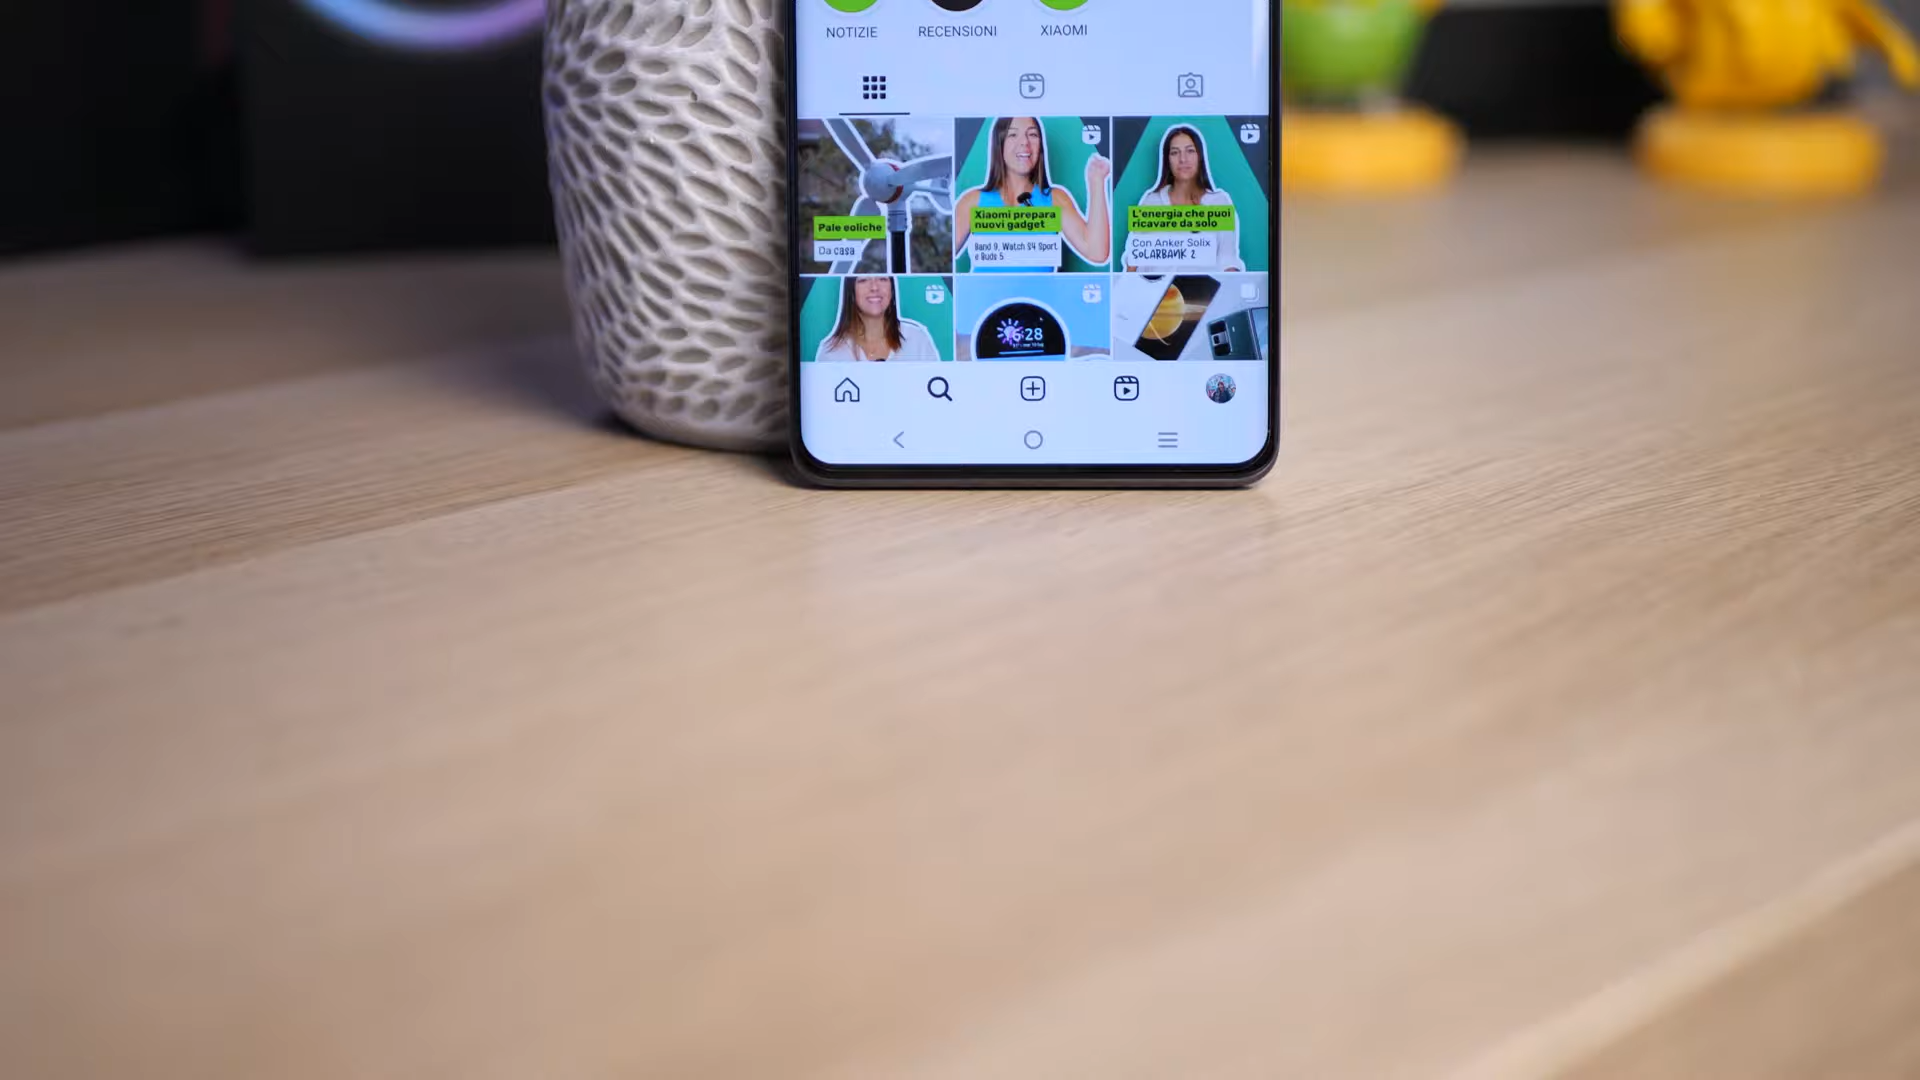 NOTIZIE
RECENSIONI
XIAOMI
Pale eoliche
Da casa
Xiaomi prepara
nuovi gadget
Band 9, Watch S4 Sport
e Buds 5
L'energia che puoi
ricavare da solo
Con Anker Solix
SOLARBANK 2
16:28